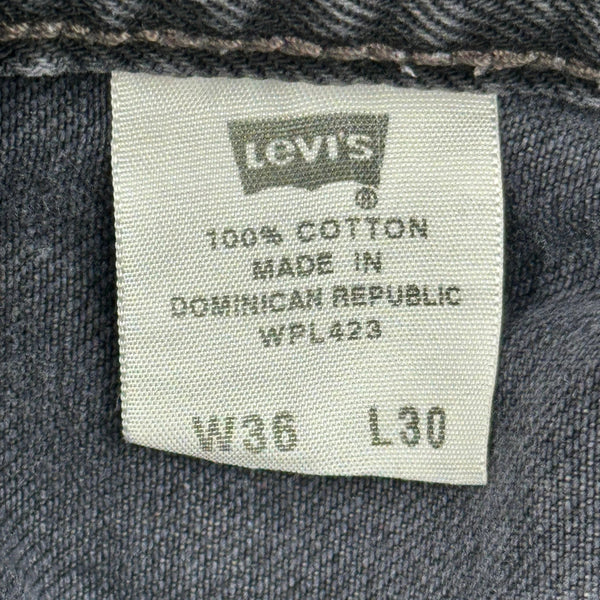 Levi's
®
100% COTTON
MADE IN
DOMINICAN REPUBLIC
WPL423
W36 L30